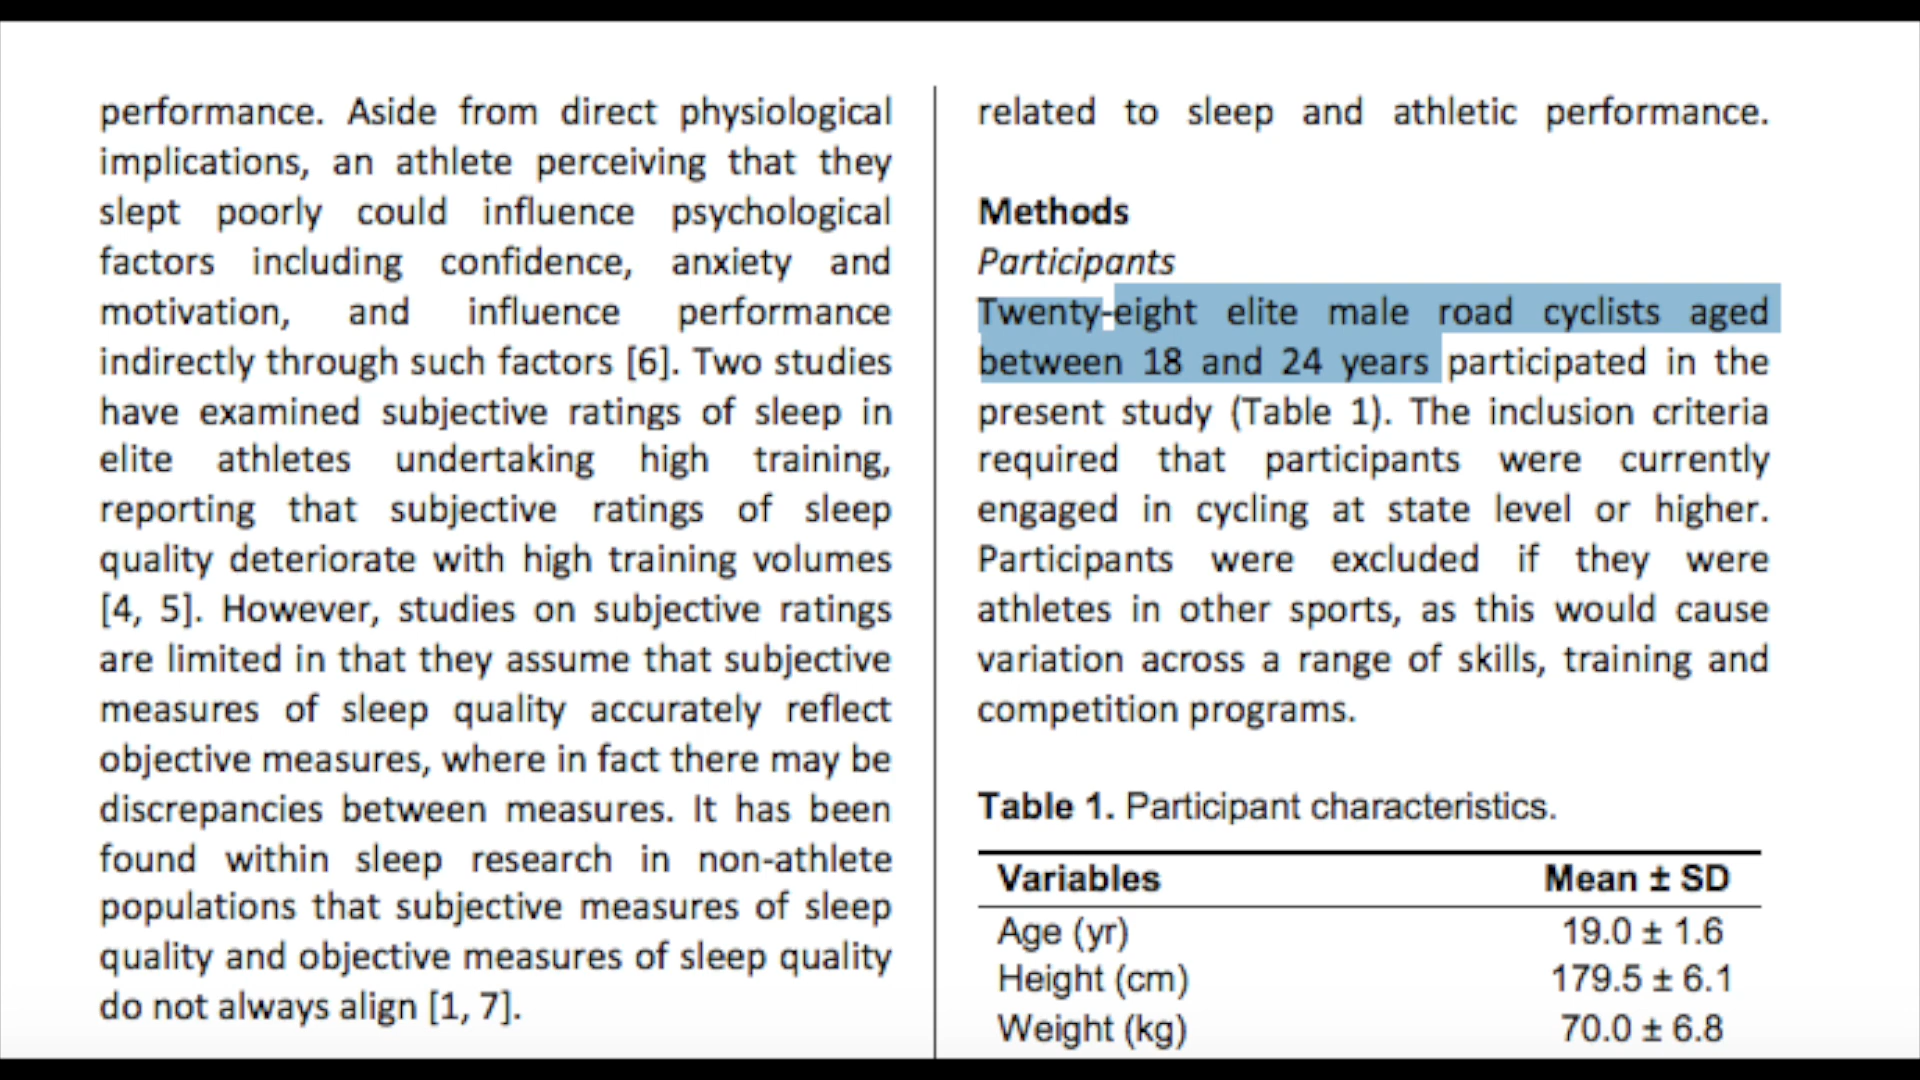 performance. Aside from direct physiological
implications, an athlete perceiving that they
slept poorly could influence psychological
factors including confidence, anxiety and
motivation, and influence performance
indirectly through such factors [6]. Two studies
have examined subjective ratings of sleep in
elite athletes undertaking high training,
reporting that subjective ratings of sleep
quality deteriorate with high training volumes
[4, 5]. However, studies on subjective ratings
are limited in that they assume that subjective
measures of sleep quality accurately reflect
objective measures, where in fact there may be
discrepancies between measures. It has been
found within sleep research in non-athlete
populations that subjective measures of sleep
quality and objective measures of sleep quality
do not always align [1, 7].
related to sleep and athletic performance.
Methods
Participants
Twenty-eight elite male road cyclists aged
between 18 and 24 years participated in the
present study (Table 1). The inclusion criteria
required that participants were currently
engaged in cycling at state level or higher.
Participants were excluded if they were
athletes in other sports, as this would cause
variation across a range of skills, training and
competition programs.
Table 1. Participant characteristics.
Variables Mean ± SD
Age (yr) 19.0 ± 1.6
Height (cm) 179.5 ± 6.1
Weight (kg) 70.0 ± 6.8